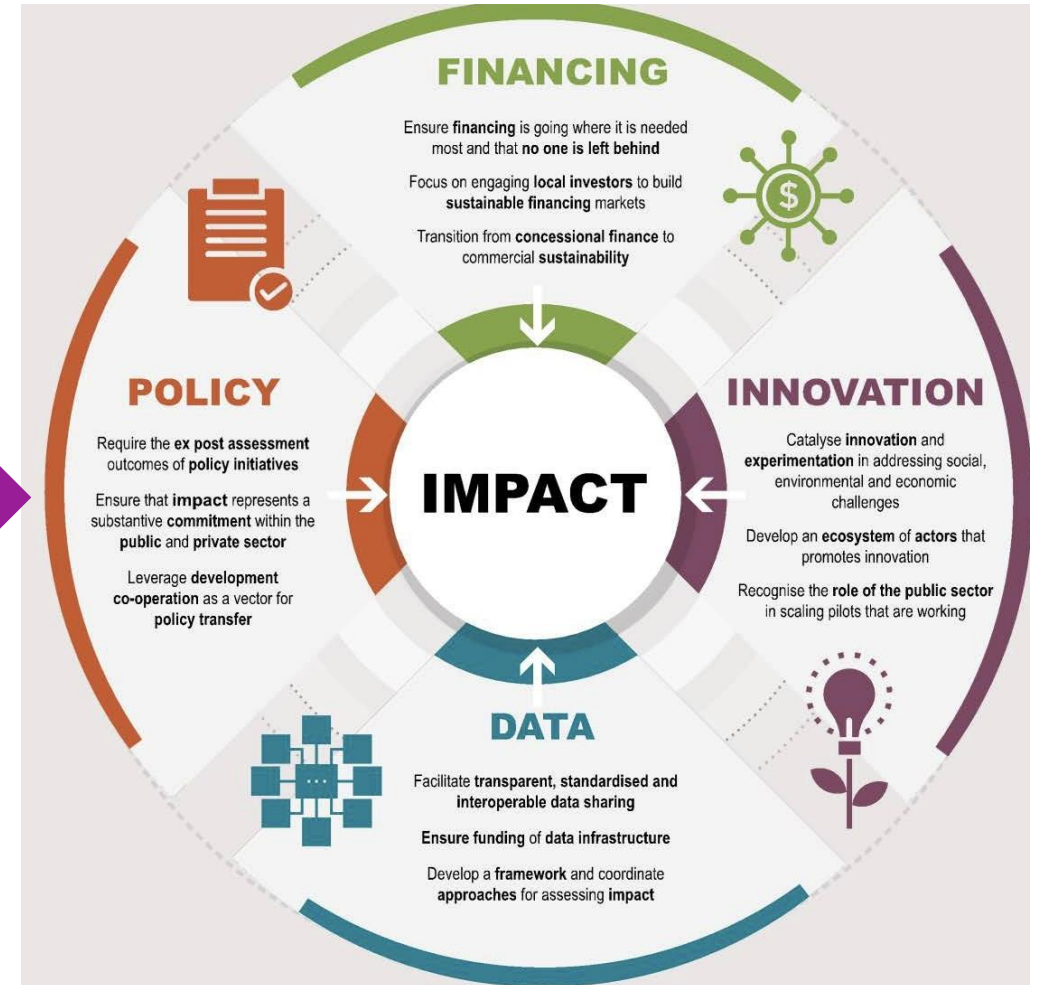 FINANCING
Ensure financing is going where it is needed
most and that no one is left behind
Focus on engaging local investors to build
sustainable financing markets
Transition from concessional finance to
commercial sustainability
$
POLICY
Require the ex post assessment
outcomes of policy initiatives
Ensure that impact represents a
substantive commitment within the
public and private sector
Leverage development
co-operation as a vector for
policy transfer
IMPACT
INNOVATION
Catalyse innovation and
experimentation in addressing social,
environmental and economic
challenges
Develop an ecosystem of actors that
promotes innovation
Recognise the role of the public sector
in scaling pilots that are working
DATA
Facilitate transparent, standardised and
interoperable data sharing
Ensure funding of data infrastructure
Develop a framework and coordinate
approaches for assessing impact